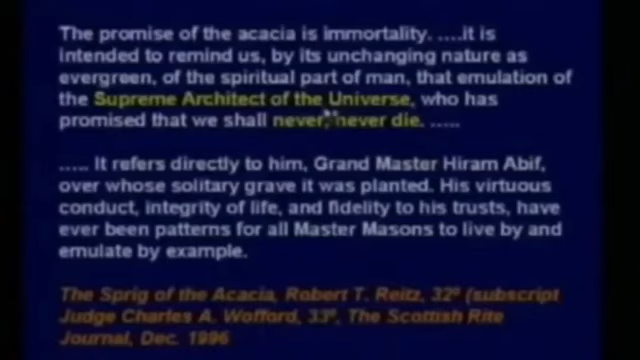 The promise of the acacia is immortality. ....it is
intended to remind us, by its unchanging nature as
evergreen, of the spiritual part of man, that emulation of
the Supreme Architect of the Universe, who has
promised that we shall never, never die. .....
..... It refers directly to him, Grand Master Hiram Abif,
over whose solitary grave it was planted. His virtuous
conduct, integrity of life, and fidelity to his trusts, have
ever been patterns for all Master Masons to live by and
emulate by example.
The Sprig of the Acacia, Robert T. Reitz, 32º (subscript
Judge Charles A. Wofford, 33º, The Scottish Rite
Journal, Dec. 1996